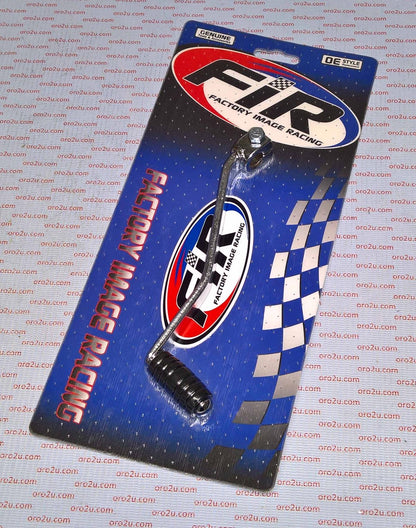 GENUINE
OE STYLE
FIR
FACTORY IMAGE RACING
FIR
FACTORY IMAGE RACING
FACTORY IMAGE RACING
oro2u.com